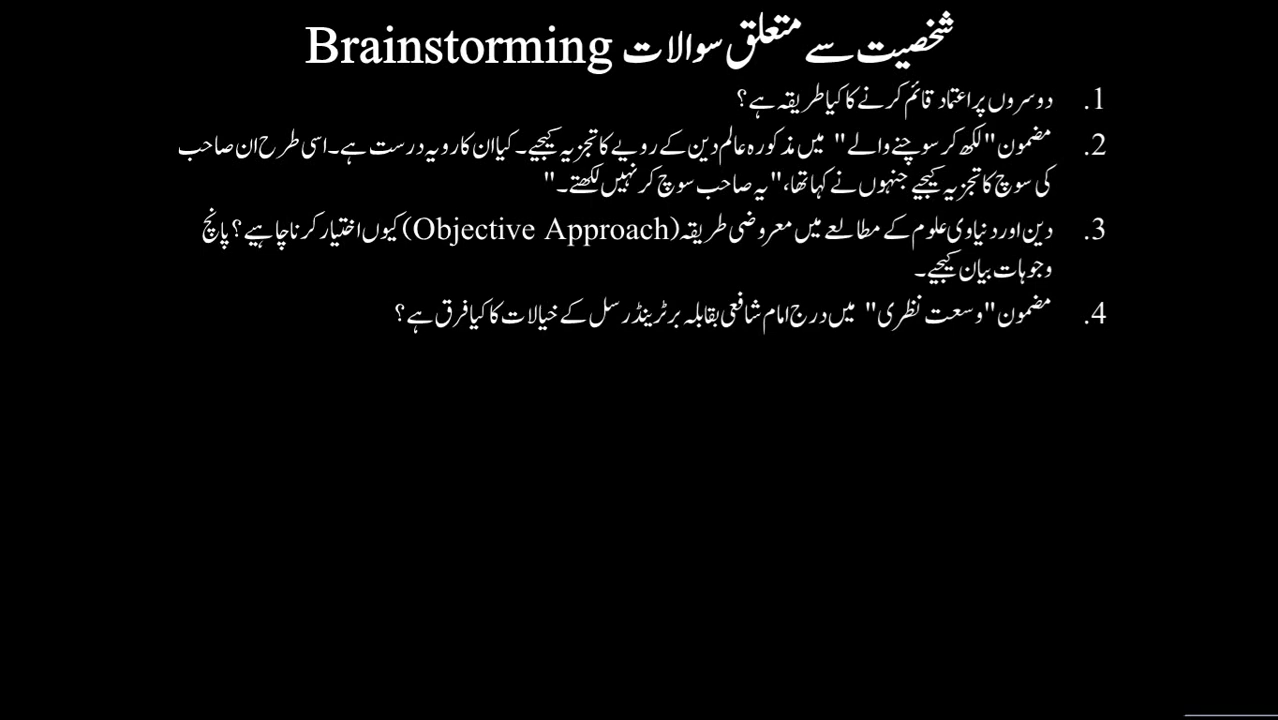 شخصیت سے متعلق سوالات Brainstorming
1. دوسروں پر اعتماد قائم کرنے کا کیا طریقہ ہے؟
2. مضمون "لکھ کر سوچنے والے" میں مذکورہ عالم دین کے رویے کا تجزیہ کیجیے۔ کیا ان کا رویہ درست ہے۔ اسی طرح ان صاحب
کی سوچ کا تجزیہ کیجیے جنہوں نے کہا تھا، "یہ صاحب سوچ کر نہیں لکھتے۔"
3. دین اور دنیاوی علوم کے مطالعے میں معروضی طریقہ (Objective Approach) کیوں اختیار کرنا چاہیے؟ پانچ
وجوہات بیان کیجیے۔
4. مضمون "وسعت نظری" میں درج امام شافعی بقابلہ برٹرینڈ رسل کے خیالات کا کیا فرق ہے؟